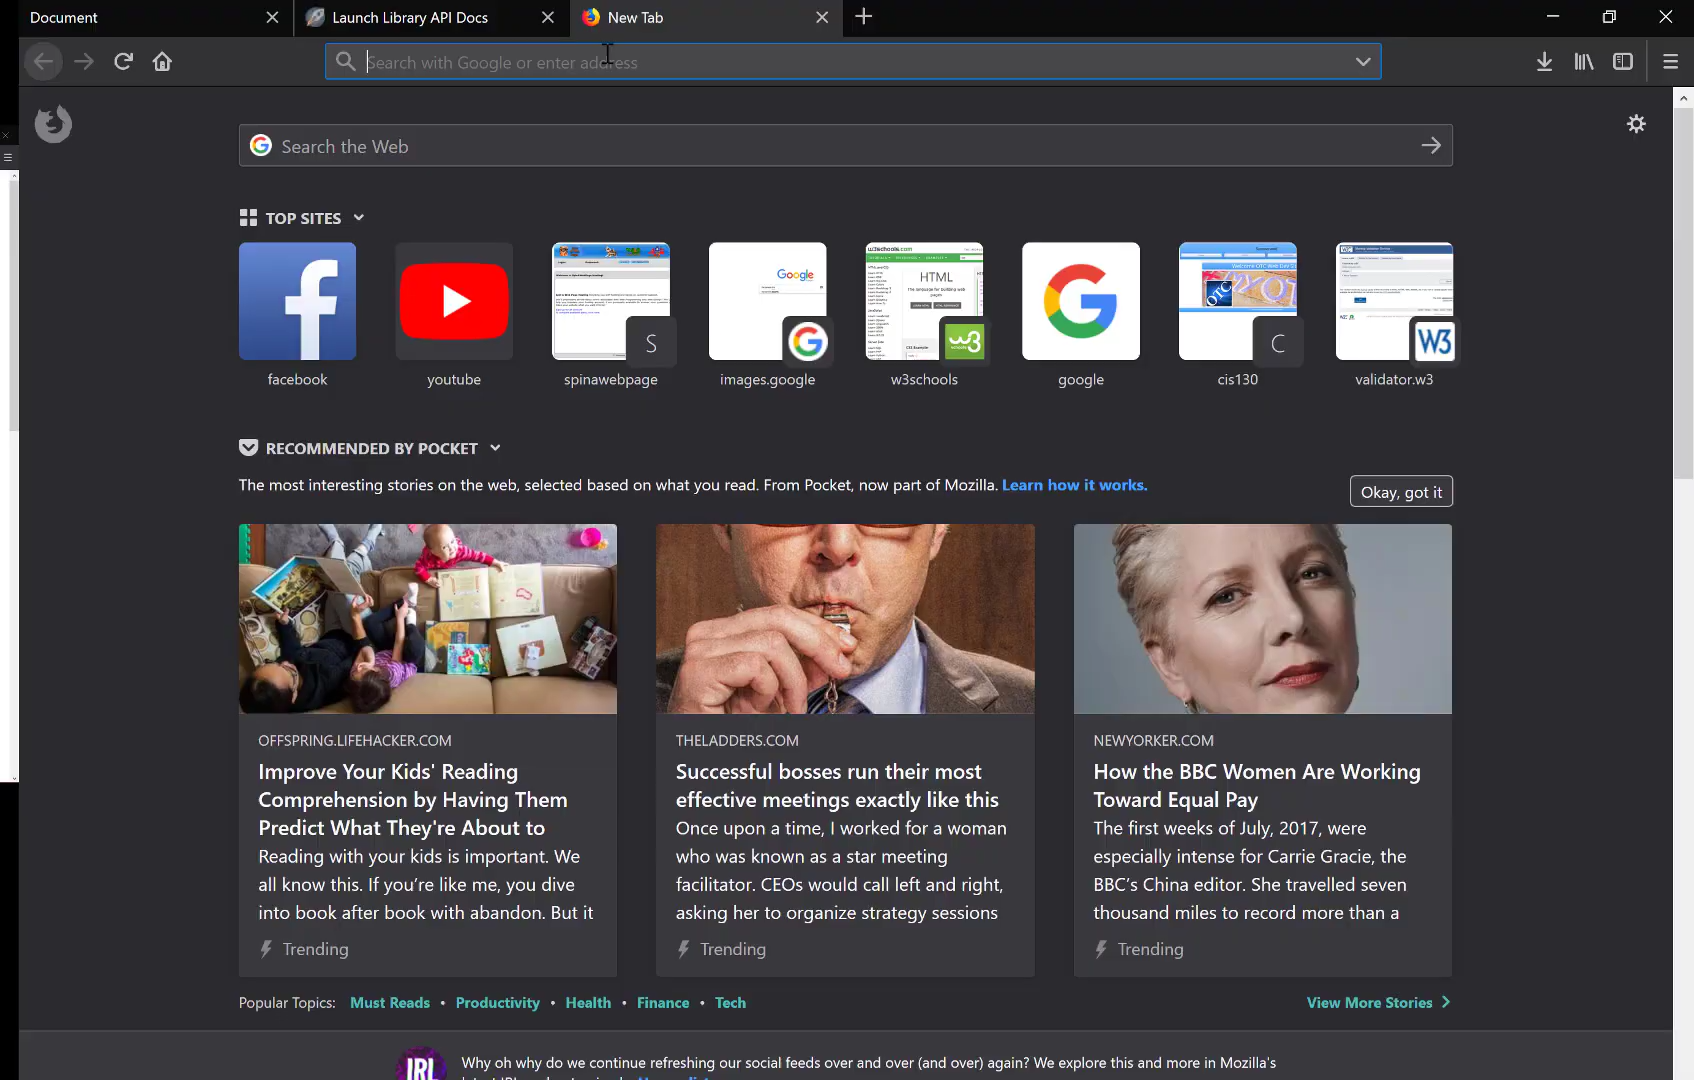 Document
Launch Library API Docs
New Tab
Search with Google or enter address
Search the Web
TOP SITES
S
Google
w3schools.com
HTML
w3
OTC
C
W3
facebook
youtube
spinawebpage
images.google
w3schools
google
cis130
validator.w3
RECOMMENDED BY POCKET
The most interesting stories on the web, selected based on what you read. From Pocket, now part of Mozilla. Learn how it works.
Okay, got it
OFFSPRING.LIFEHACKER.COM
Improve Your Kids' Reading
Comprehension by Having Them
Predict What They're About to
Reading with your kids is important. We
all know this. If you're like me, you dive
into book after book with abandon. But it
Trending
THELADDERS.COM
Successful bosses run their most
effective meetings exactly like this
Once upon a time, I worked for a woman
who was known as a star meeting
facilitator. CEOs would call left and right,
asking her to organize strategy sessions
Trending
NEWYORKER.COM
How the BBC Women Are Working
Toward Equal Pay
The first weeks of July, 2017, were
especially intense for Carrie Gracie, the
BBC's China editor. She travelled seven
thousand miles to record more than a
Trending
Popular Topics: Must Reads • Productivity • Health • Finance • Tech
View More Stories
IRL
Why oh why do we continue refreshing our social feeds over and over (and over) again? We explore this and more in Mozilla's